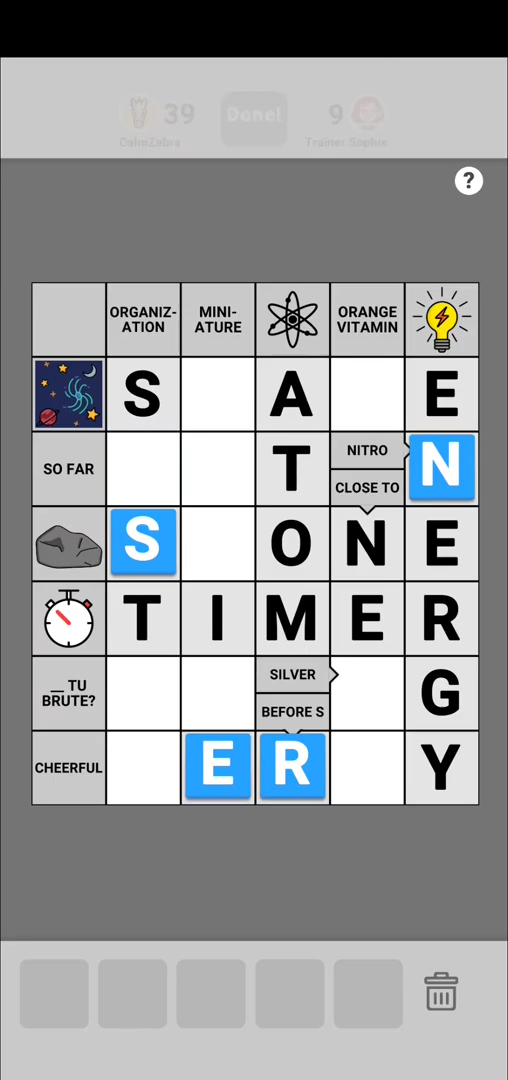 39
Done!
9
CalmZebra
Trainer Sophie
?
ORGANIZ-
ATION
MINI-
ATURE
ORANGE
VITAMIN
S
A
E
SO FAR
T
NITRO
CLOSE TO
N
S
O
N
E
T
I
M
E
R
__ TU
BRUTE?
SILVER
BEFORE S
G
CHEERFUL
E
R
Y